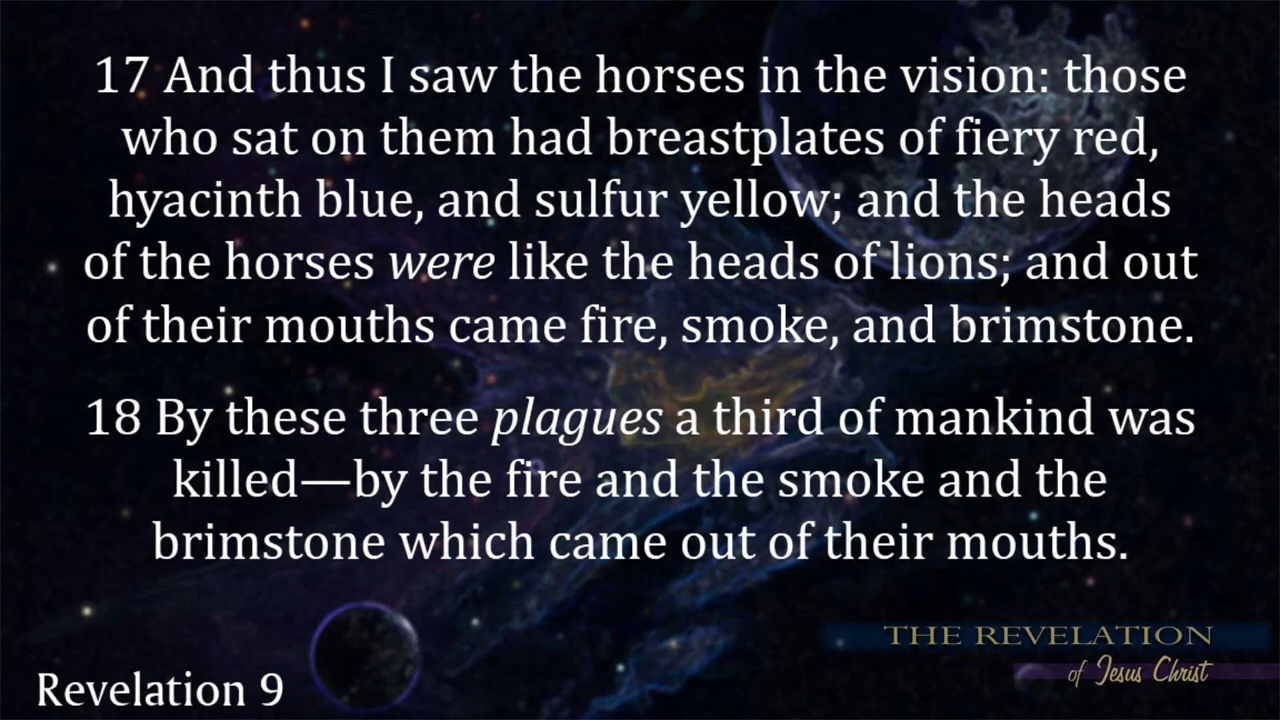 17 And thus I saw the horses in the vision: those
who sat on them had breastplates of fiery red,
hyacinth blue, and sulfur yellow; and the heads
of the horses were like the heads of lions; and out
of their mouths came fire, smoke, and brimstone.
18 By these three plagues a third of mankind was
killed—by the fire and the smoke and the
brimstone which came out of their mouths.
THE REVELATION
of Jesus Christ
Revelation 9